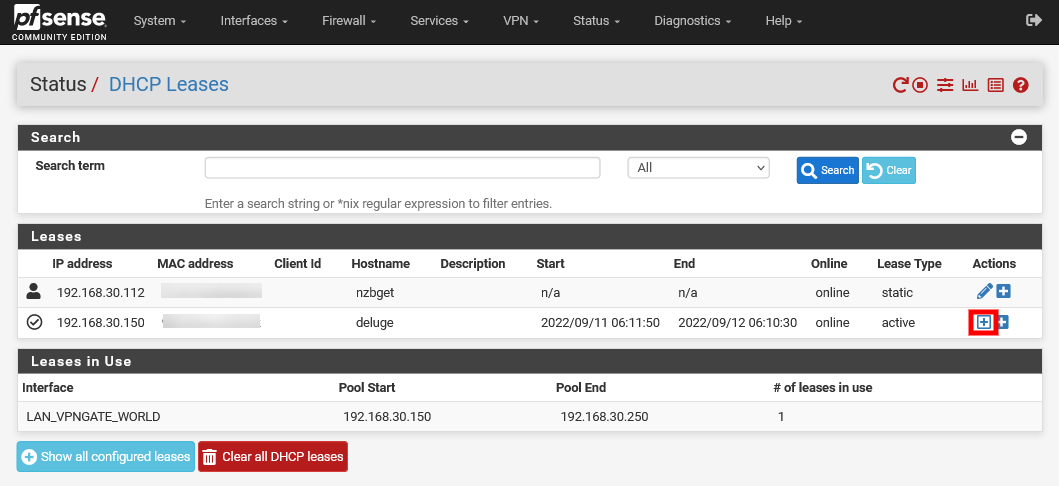 pfsense
COMMUNITY EDITION
System Interfaces Firewall Services VPN Status Diagnostics Help
Status / DHCP Leases
Search
Search term All Search Clear
Enter a search string or *nix regular expression to filter entries.
Leases
IP address MAC address Client Id Hostname Description Start End Online Lease Type Actions
192.168.30.112 nzbget n/a n/a online static
192.168.30.150 deluge 2022/09/11 06:11:50 2022/09/12 06:10:30 online active
Leases in Use
Interface Pool Start Pool End # of leases in use
LAN_VPNGATE_WORLD 192.168.30.150 192.168.30.250 1
Show all configured leases Clear all DHCP leases